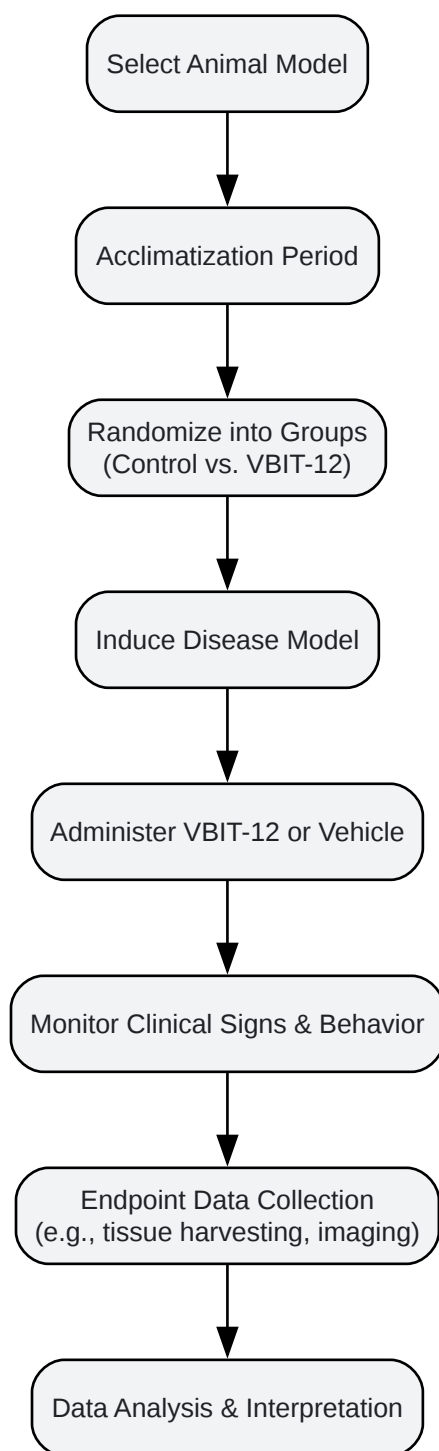 Select Animal Model
Acclimatization Period
Randomize into Groups
(Control vs. VBIT-12)
Induce Disease Model
Administer VBIT-12 or Vehicle
Monitor Clinical Signs & Behavior
Endpoint Data Collection
(e.g., tissue harvesting, imaging)
Data Analysis & Interpretation